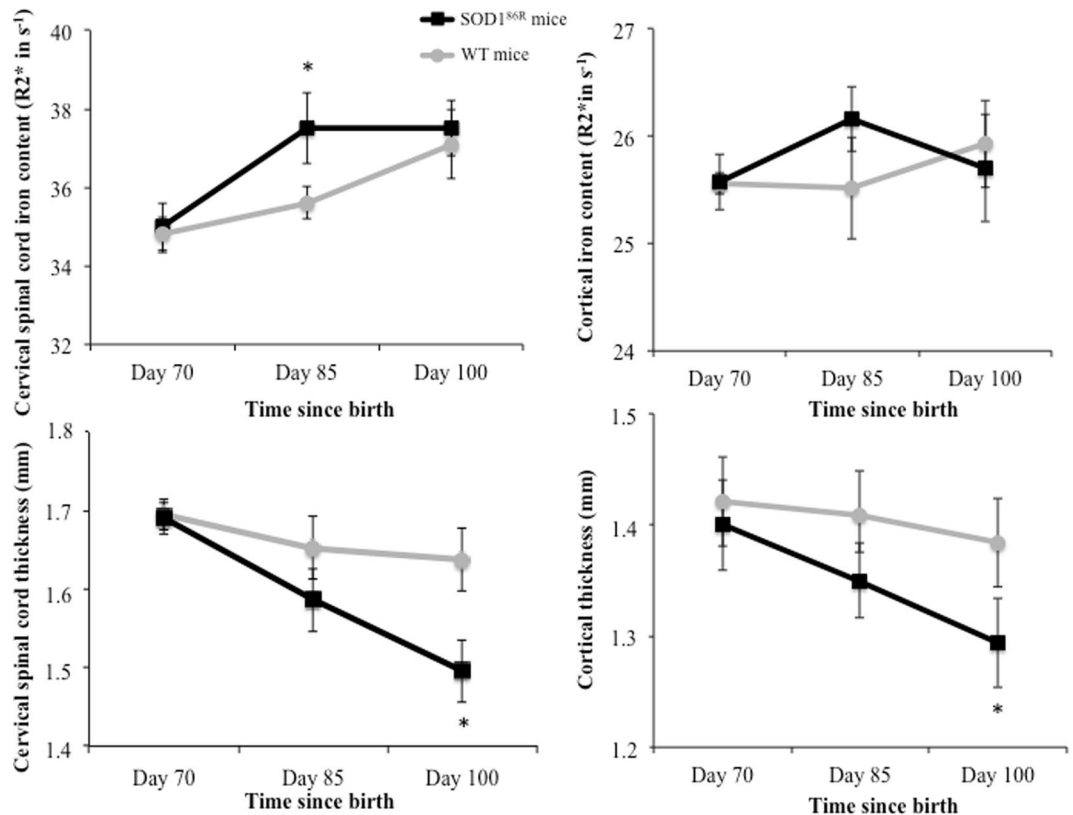 Cervical spinal cord iron content (R2* in s-1)
40
38
36
34
32
*
SOD186R mice
WT mice
Day 70 Day 85 Day 100
Time since birth
Cortical iron content (R2*in s-1)
27
26
25
24
Day 70 Day 85 Day 100
Time since birth
Cervical spinal cord thickness (mm)
1.8
1.7
1.6
1.5
1.4
*
Day 70 Day 85 Day 100
Time since birth
Cortical thickness (mm)
1.5
1.4
1.3
1.2
*
Day 70 Day 85 Day 100
Time since birth